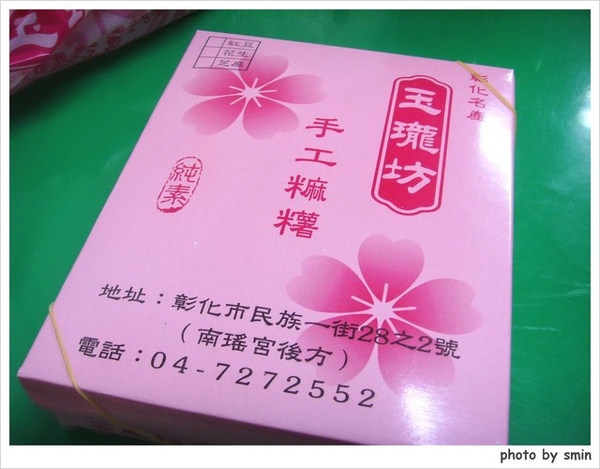 紅豆
花生
芝麻
彰化名產
玉瓏坊
手工麻糬
純素
地址：彰化市民族一街28之2號
（南瑤宮後方）
電話：04-7272552
photo by smin